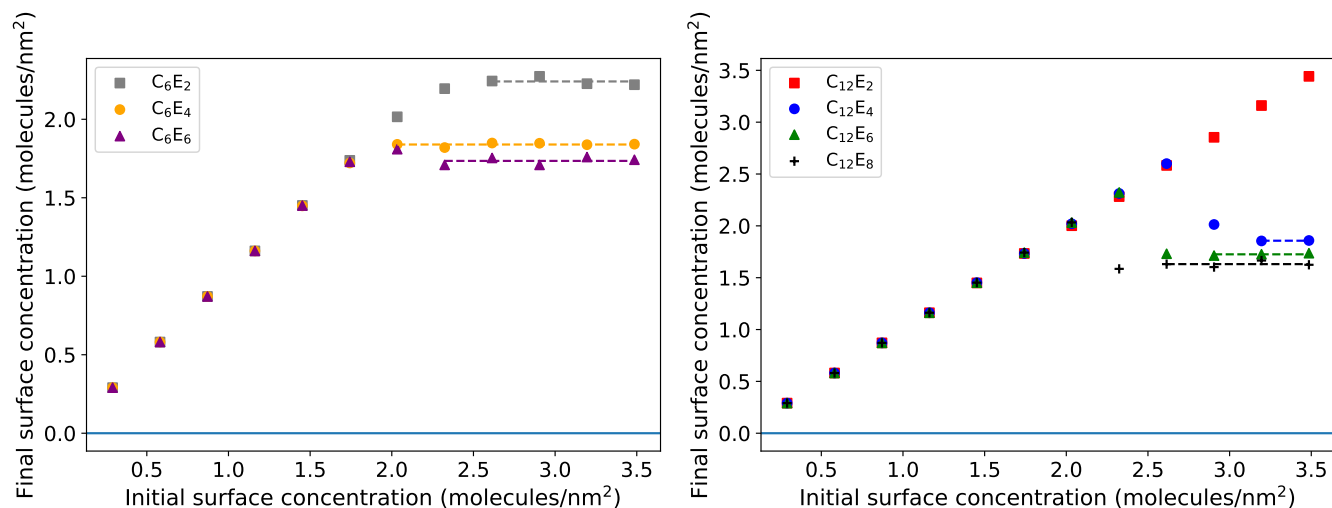 Final surface concentration (molecules/nm²)
2.0
1.5
1.0
0.5
0.0
C₆E₂
C₆E₄
C₆E₆
0.5 1.0 1.5 2.0 2.5 3.0 3.5
Initial surface concentration (molecules/nm²)
Final surface concentration (molecules/nm²)
3.5
3.0
2.5
2.0
1.5
1.0
0.5
0.0
C₁₂E₂
C₁₂E₄
C₁₂E₆
C₁₂E₈
0.5 1.0 1.5 2.0 2.5 3.0 3.5
Initial surface concentration (molecules/nm²)